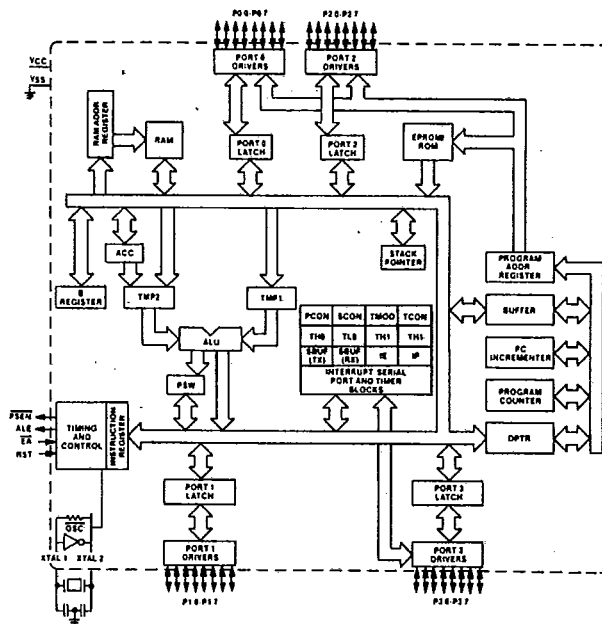 P0 0-P0 7
P2 0-P2 7
VCC
VSS
PORT 0
DRIVERS
PORT 2
DRIVERS
RAM ADDR
REGISTER
RAM
PORT 0
LATCH
PORT 2
LATCH
EPROM/
ROM
B
REGISTER
ACC
STACK
POINTER
PROGRAM
ADDR
REGISTER
TMP2
TMP1
BUFFER
ALU
PCON
SCON
TMOD
TCON
TH0
TL0
TH1
SBUF
(TX)
SBUF
(RX)
IE
IP
INTERRUPT SERIAL
PORT AND TIMER
BLOCKS
PC
INCREMENTER
PSW
PROGRAM
COUNTER
PSEN
ALE
EA
RST
TIMING
AND
CONTROL
INSTRUCTION
REGISTER
DPTR
PORT 1
LATCH
PORT 3
LATCH
OSC
XTAL 1
XTAL 2
PORT 1
DRIVERS
PORT 3
DRIVERS
P1 0-P1 7
P3 0-P3 7